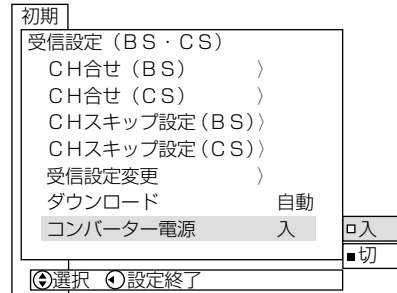 初期
受信設定（ＢＳ・ＣＳ）
ＣＨ合せ（ＢＳ）　〉
ＣＨ合せ（ＣＳ）　〉
ＣＨスキップ設定（ＢＳ）〉
ＣＨスキップ設定（ＣＳ）〉
受信設定変更　〉
ダウンロード　自動
コンバーター電源　入　□入
■切
選択　設定終了